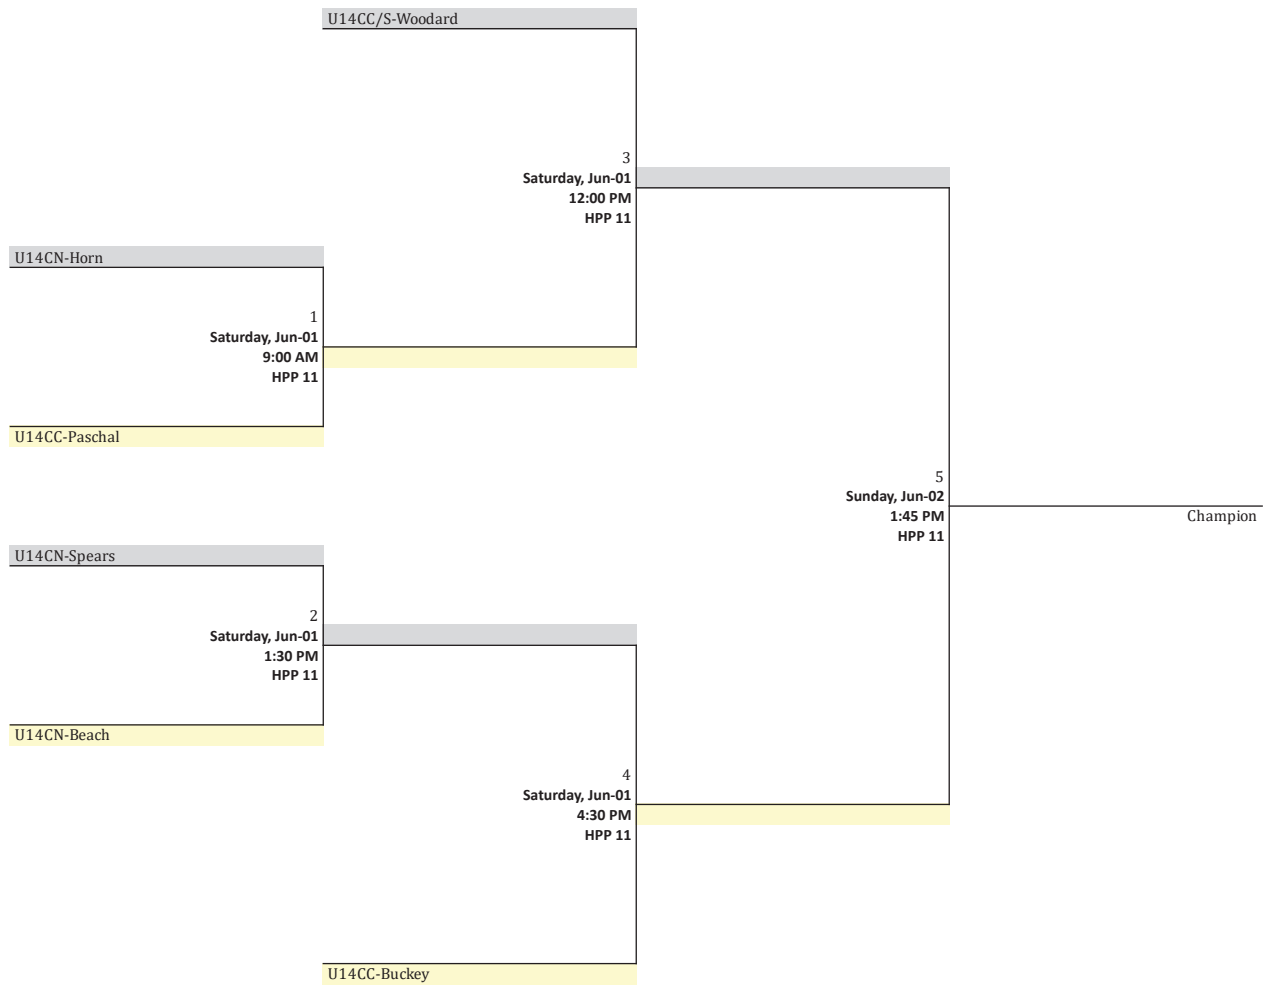 U14CC/S-Woodard
3
Saturday, Jun-01
12:00 PM
HPP 11
U14CN-Horn
1
Saturday, Jun-01
9:00 AM
HPP 11
U14CC-Paschal
5
Sunday, Jun-02
1:45 PM
HPP 11
Champion
U14CN-Spears
2
Saturday, Jun-01
1:30 PM
HPP 11
U14CN-Beach
4
Saturday, Jun-01
4:30 PM
HPP 11
U14CC-Buckey